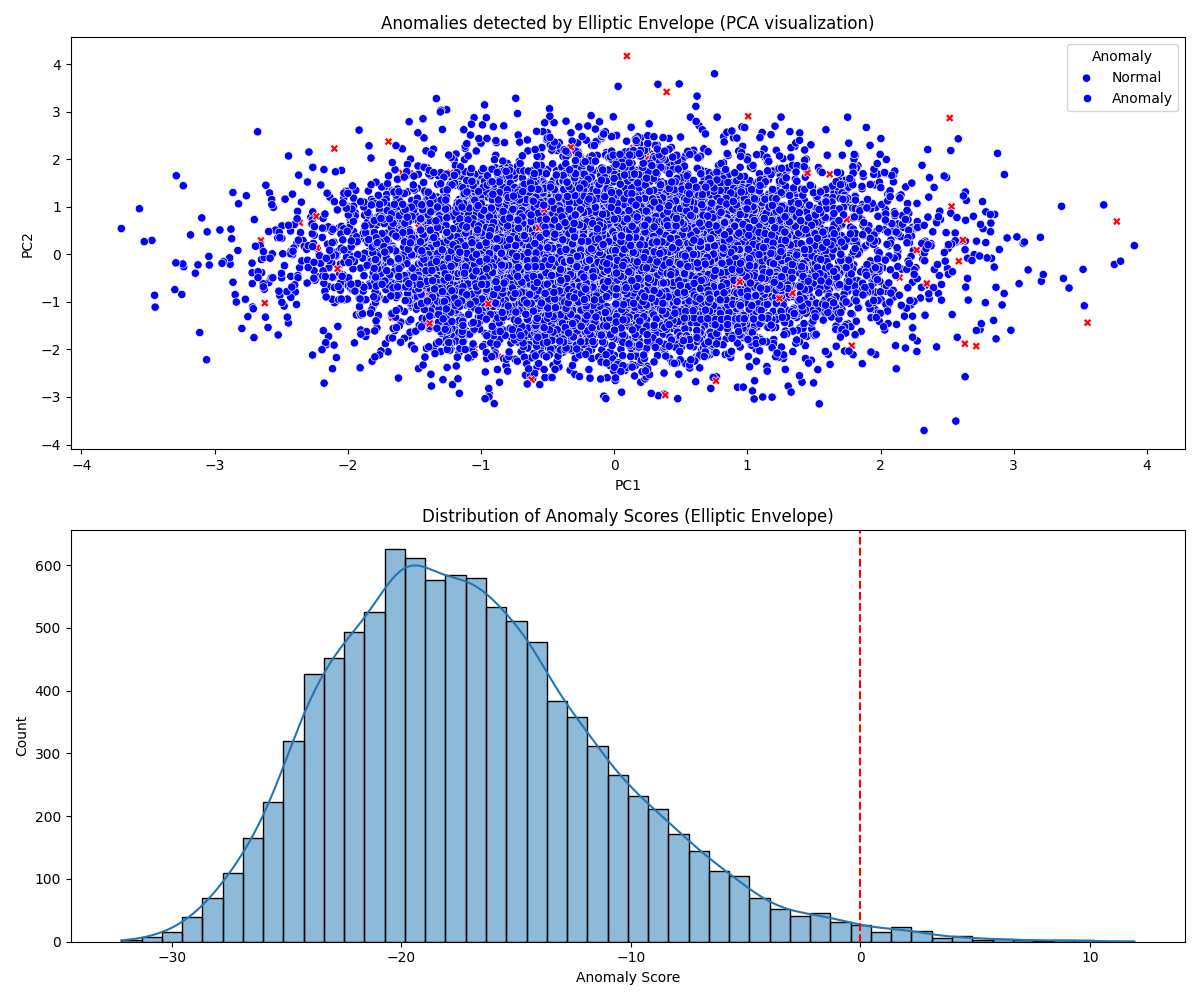 Anomalies detected by Elliptic Envelope (PCA visualization)
Anomaly
Normal
Anomaly
4
3
2
1
0
−1
−2
−3
−4
PC2
−4 −3 −2 −1 0 1 2 3 4
PC1
Distribution of Anomaly Scores (Elliptic Envelope)
600
500
400
300
200
100
0
Count
−30 −20 −10 0 10
Anomaly Score